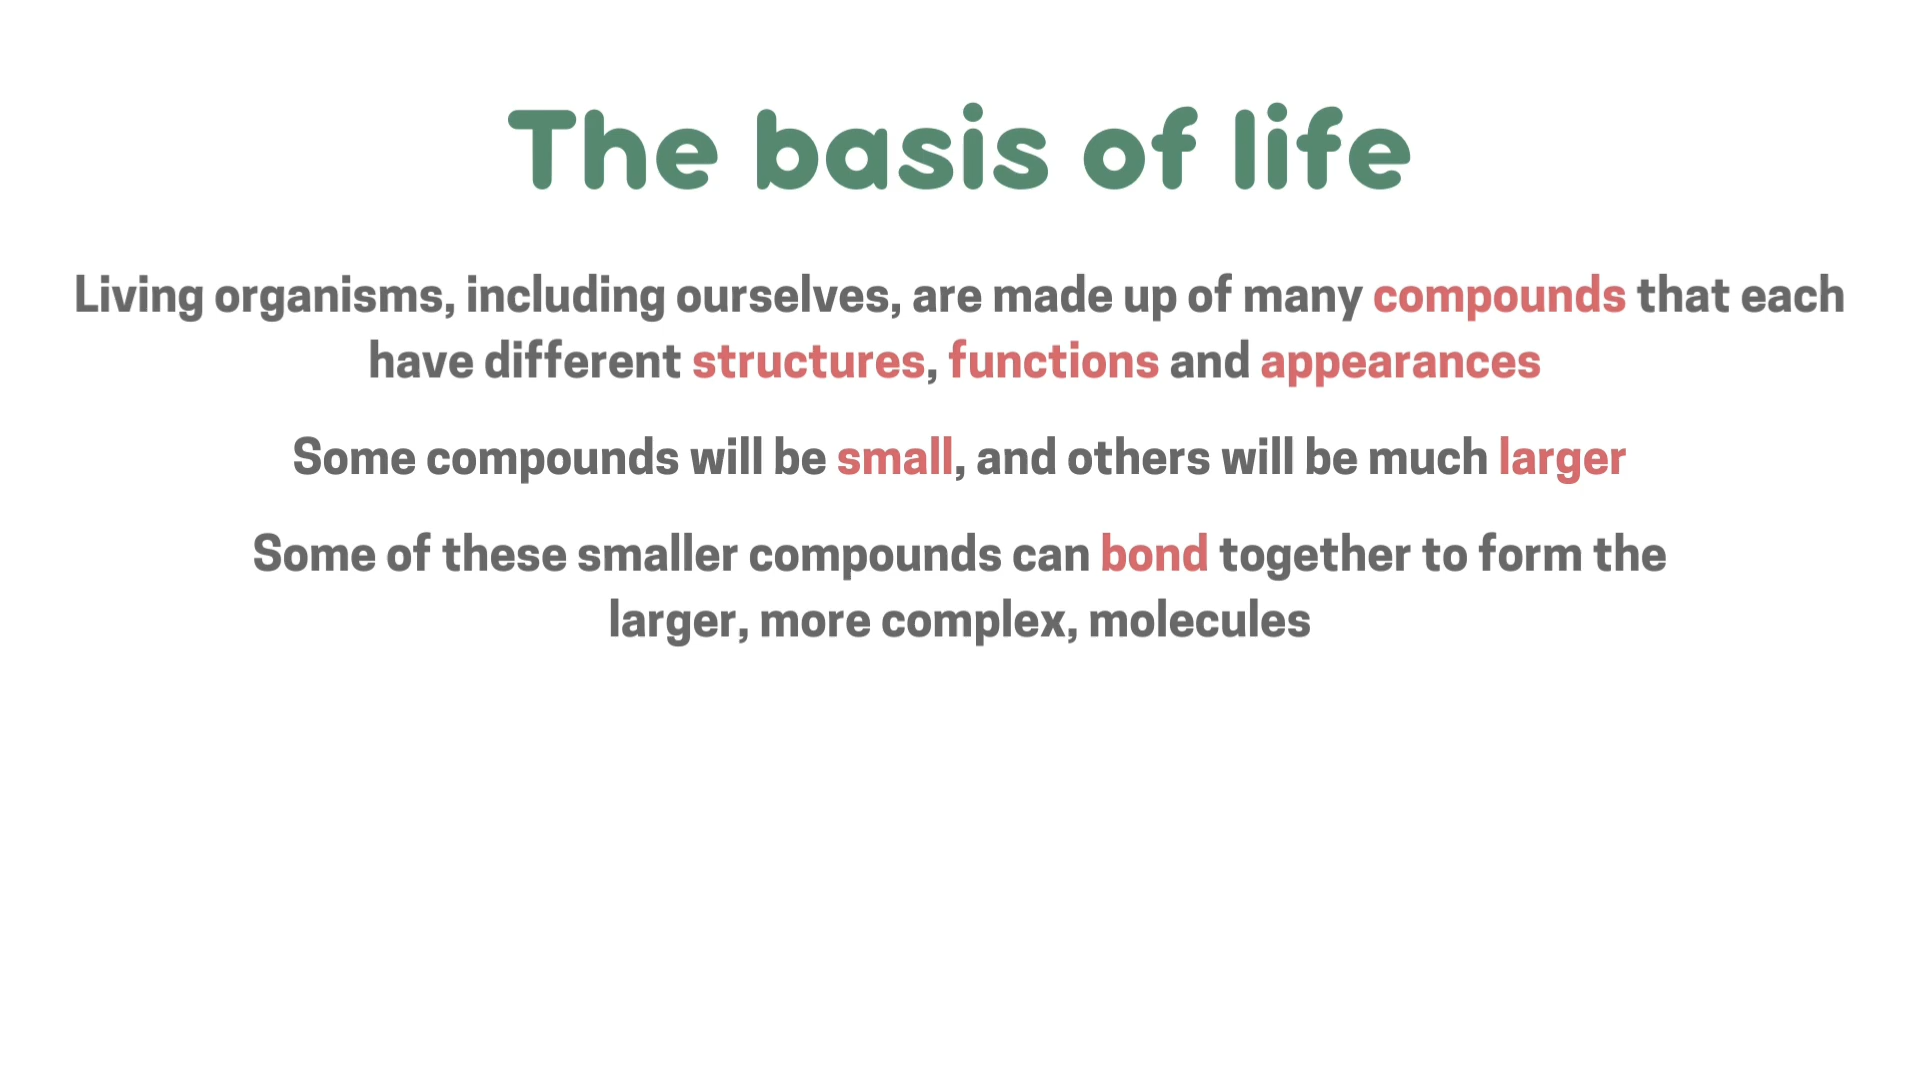 The basis of life
Living organisms, including ourselves, are made up of many compounds that each
have different structures, functions and appearances
Some compounds will be small, and others will be much larger
Some of these smaller compounds can bond together to form the
larger, more complex, molecules